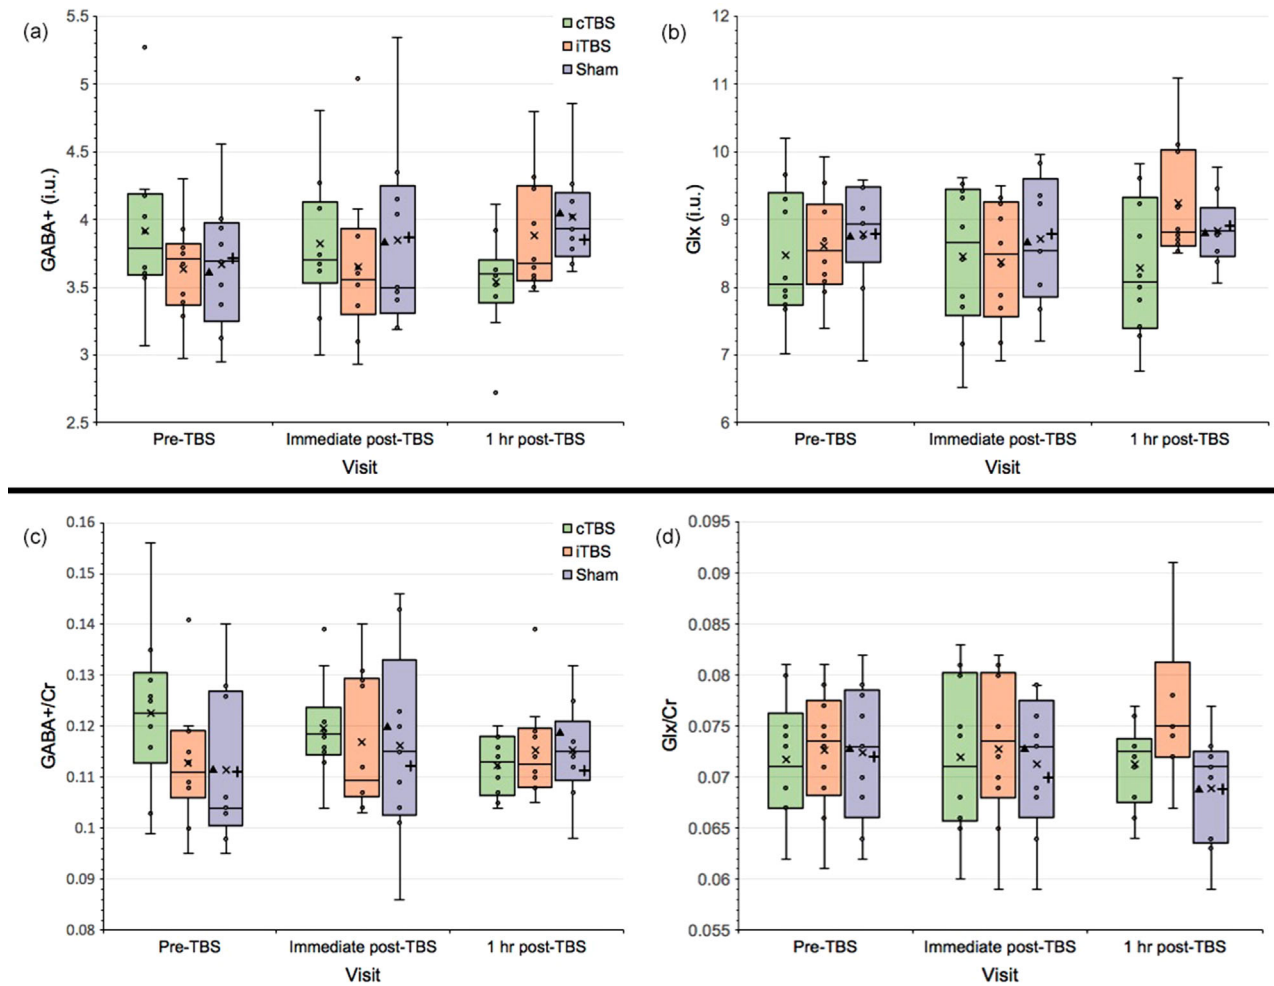 (a)
GABA+ (i.u.)
5.5
5
4.5
4
3.5
3
2.5
cTBS
iTBS
Sham
Pre-TBS
Immediate post-TBS
1 hr post-TBS
Visit
(b)
Glx (i.u.)
12
11
10
9
8
7
6
Pre-TBS
Immediate post-TBS
1 hr post-TBS
Visit
(c)
GABA+/Cr
0.16
0.15
0.14
0.13
0.12
0.11
0.1
0.09
0.08
cTBS
iTBS
Sham
Pre-TBS
Immediate post-TBS
1 hr post-TBS
Visit
(d)
Glx/Cr
0.095
0.09
0.085
0.08
0.075
0.07
0.065
0.06
0.055
Pre-TBS
Immediate post-TBS
1 hr post-TBS
Visit